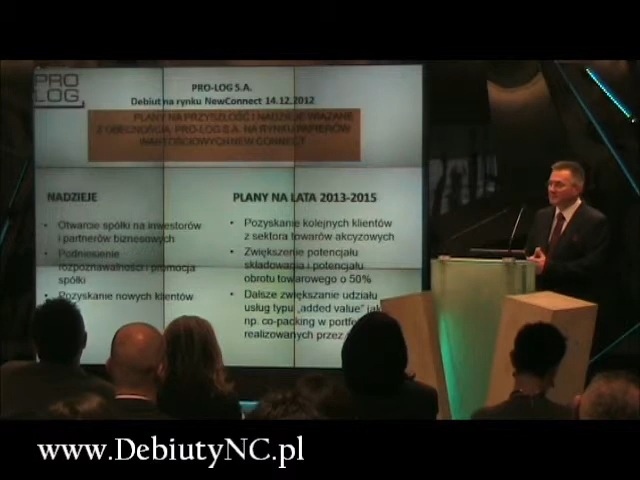 PRO
LOG
PRO-LOG S.A.
Debiut na rynku NewConnect 14.12.2012
PLANY NA PRZYSZŁOŚĆ I NADZIEJE WIĄZANE
Z OBECNOŚCIĄ PRO-LOG S.A. NA RYNKU PAPIERÓW
WARTOŚCIOWYCH NEW CONNECT
NADZIEJE
• Otwarcie spółki na inwestorów
i partnerów biznesowych
• Podniesienie
rozpoznawalności i promocja
spółki
• Pozyskanie nowych klientów
PLANY NA LATA 2013-2015
• Pozyskanie kolejnych klientów
z sektora towarów akcyzowych
• Zwiększenie potencjału
składowania i potencjału
obrotu towarowego o 50%
• Dalsze zwiększanie udziału
usług typu „added value"
np. co-packing w
realizowanych przez
www.DebiutyNC.pl